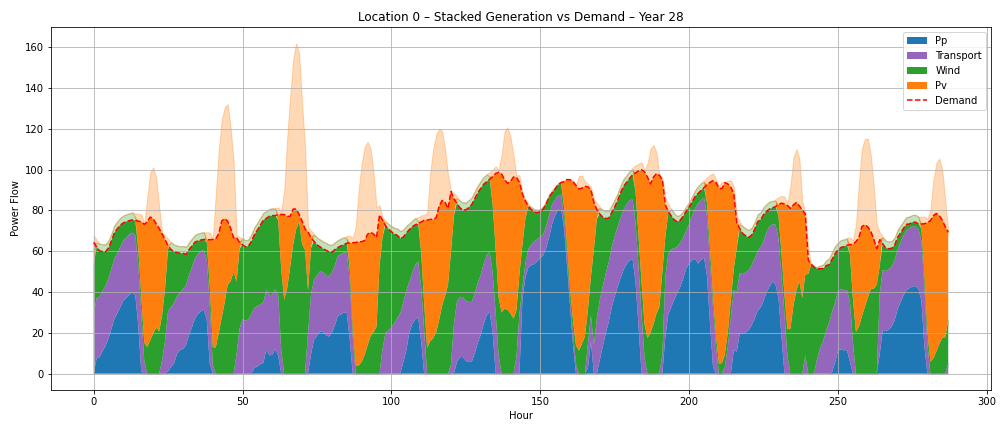 Location 0 – Stacked Generation vs Demand – Year 28
Pp
Transport
Wind
Pv
Demand
Power Flow
160
140
120
100
80
60
40
20
0
0
50
100
150
200
250
300
Hour